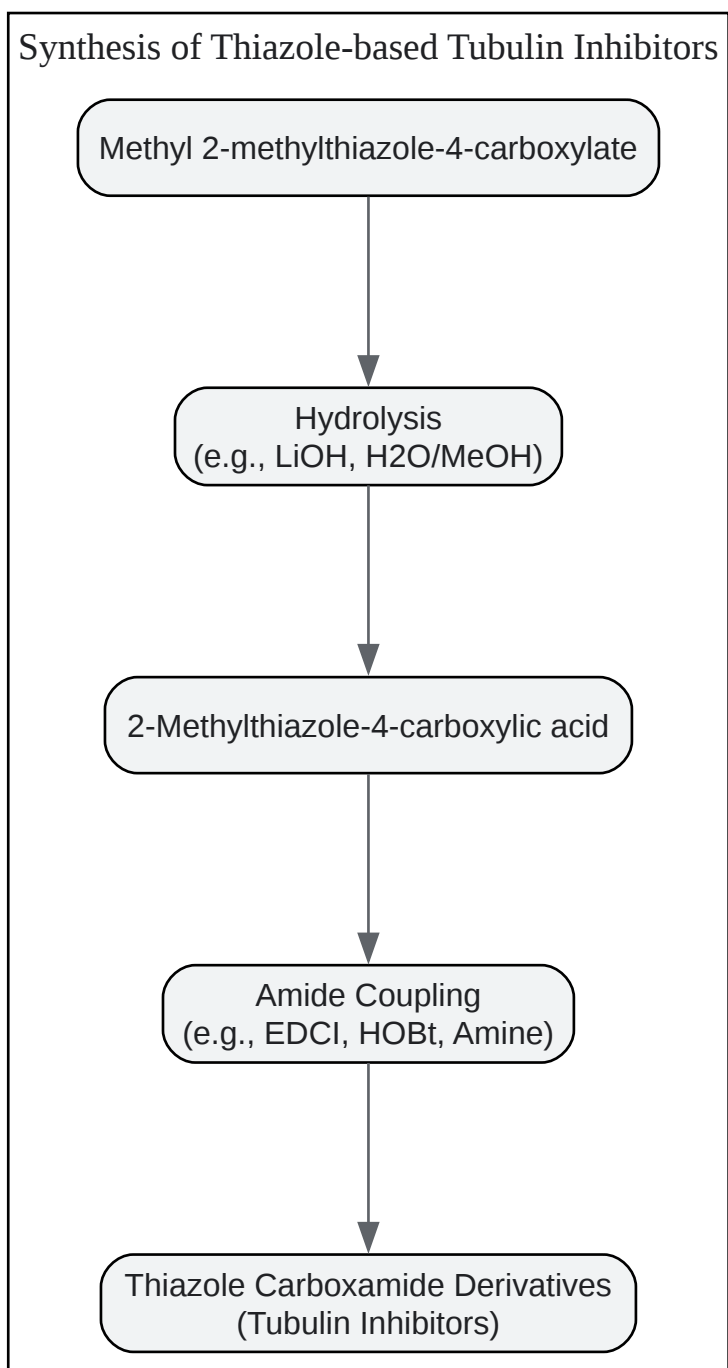 Synthesis of Thiazole-based Tubulin Inhibitors
Methyl 2-methylthiazole-4-carboxylate
Hydrolysis
(e.g., LiOH, H2O/MeOH)
2-Methylthiazole-4-carboxylic acid
Amide Coupling
(e.g., EDCI, HOBt, Amine)
Thiazole Carboxamide Derivatives
(Tubulin Inhibitors)